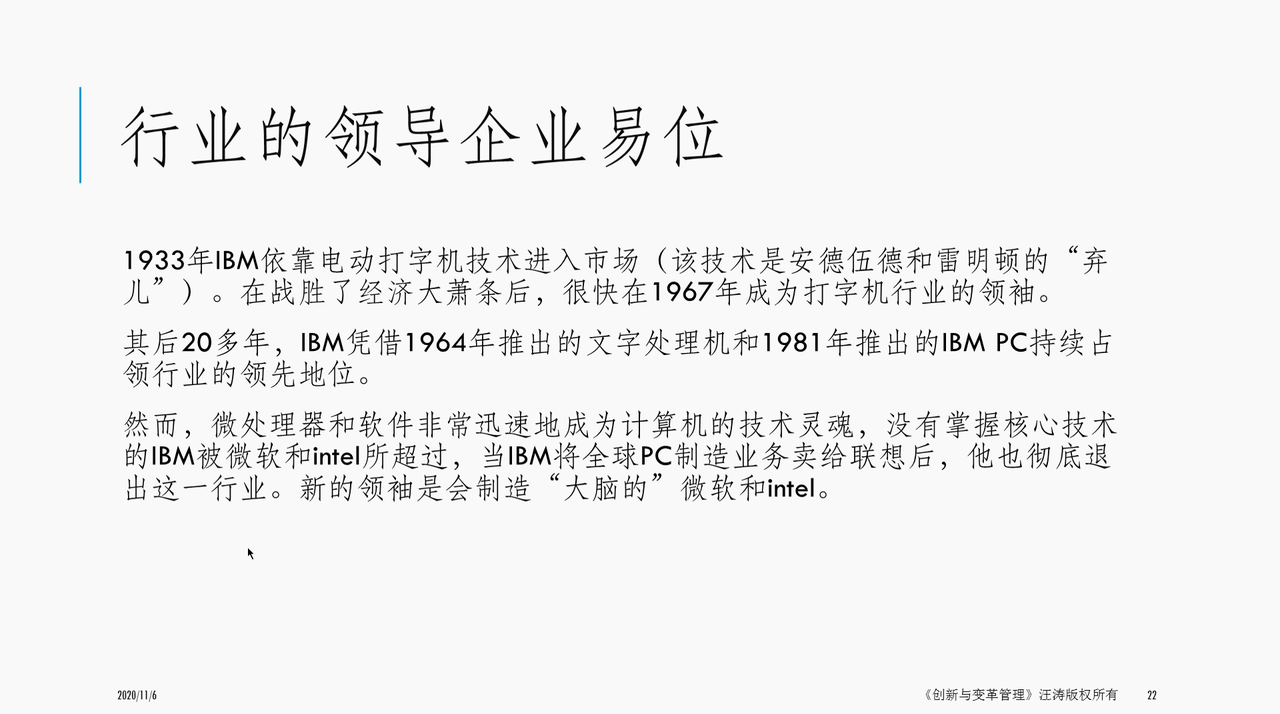 行业的领导企业易位
1933年IBM依靠电动打字机技术进入市场（该技术是安德伍德和雷明顿的“弃
儿”）。在战胜了经济大萧条后，很快在1967年成为打字机行业的领袖。
其后20多年，IBM凭借1964年推出的文字处理机和1981年推出的IBM PC持续占
领行业的领先地位。
然而，微处理器和软件非常迅速地成为计算机的技术灵魂，没有掌握核心技术
的IBM被微软和intel所超过，当IBM将全球PC制造业务卖给联想后，他也彻底退
出这一行业。新的领袖是会制造“大脑的”微软和intel。
2020/11/6
《创新与变革管理》汪涛版权所有
22